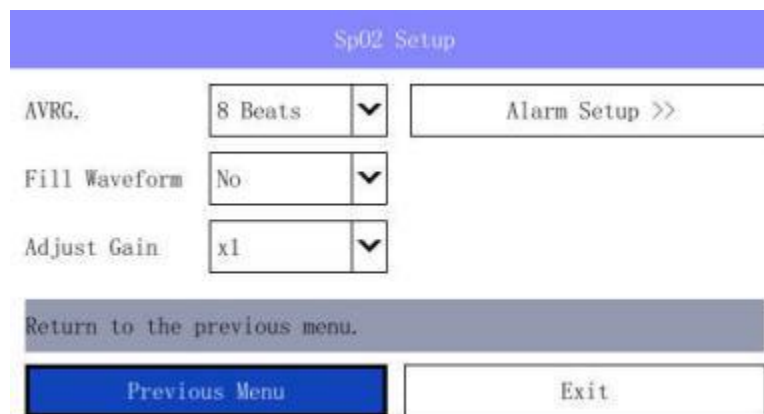 SpO2 Setup
AVRG. 8 Beats Alarm Setup >>
Fill Waveform No
Adjust Gain x1
Return to the previous menu.
Previous Menu Exit